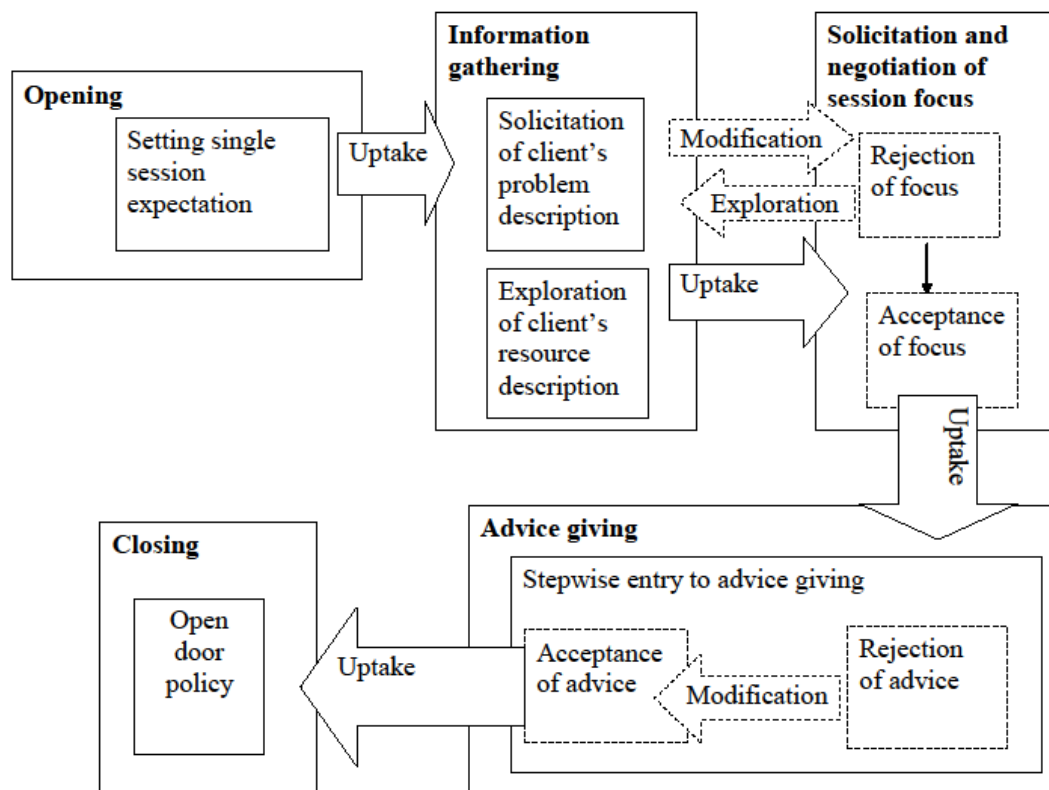 Opening
Setting single
session
expectation
Uptake
Information
gathering
Solicitation
of client’s
problem
description
Exploration
of client’s
resource
description
Modification
Exploration
Uptake
Solicitation and
negotiation of
session focus
Rejection
of focus
Acceptance
of focus
Uptake
Advice giving
Stepwise entry to advice giving
Rejection
of advice
Modification
Acceptance
of advice
Uptake
Closing
Open
door
policy